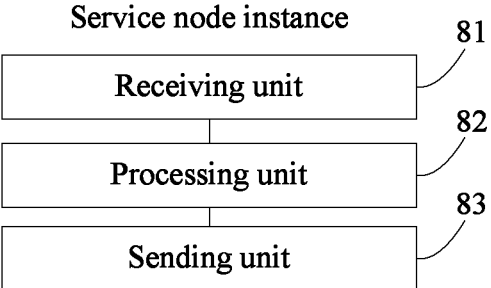 Service node instance
81
Receiving unit
82
Processing unit
83
Sending unit